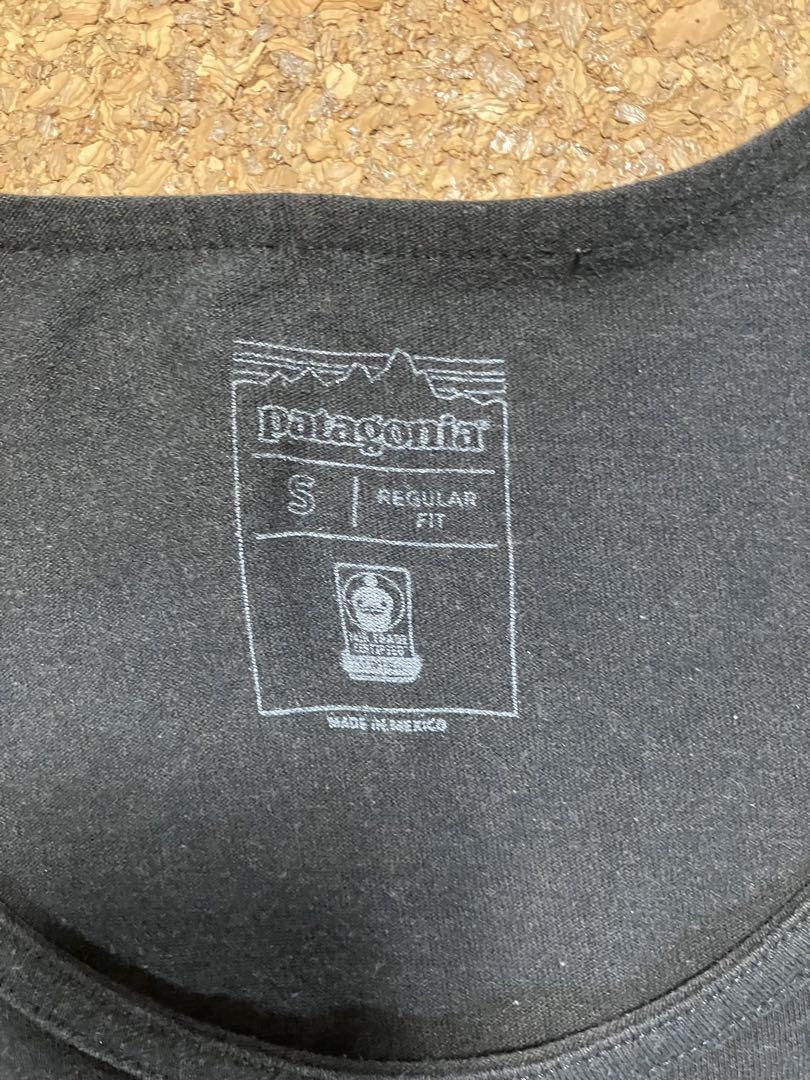 patagonia
S
REGULAR
FIT
FAIR TRADE
CERTIFIED
MADE IN MEXICO